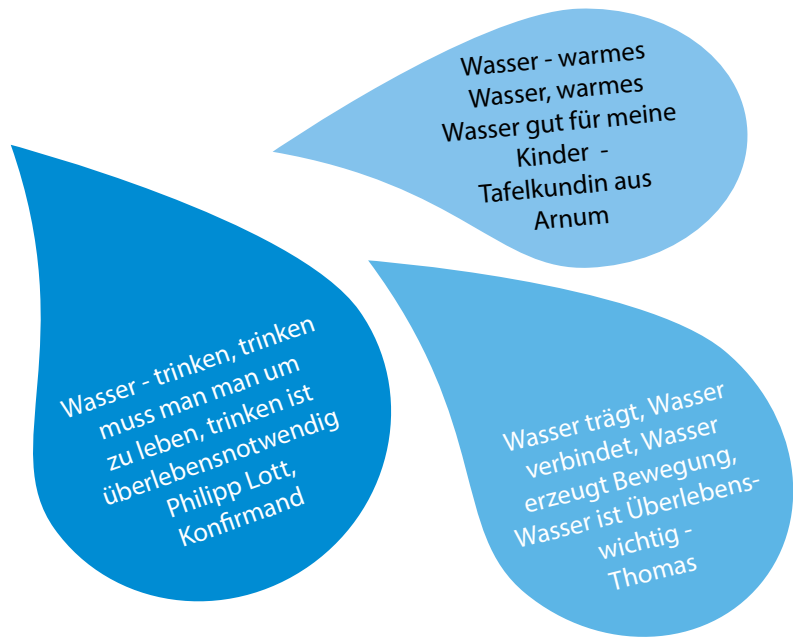 Wasser - warmes
Wasser, warmes
Wasser gut für meine
Kinder -
Tafelkundin aus
Arnum
Wasser - trinken, trinken
muss man man um
zu leben, trinken ist
überlebensnotwendig
Philipp Lott,
Konfirmand
Wasser trägt, Wasser
verbindet, Wasser
erzeugt Bewegung,
Wasser ist Überlebens-
wichtig -
Thomas